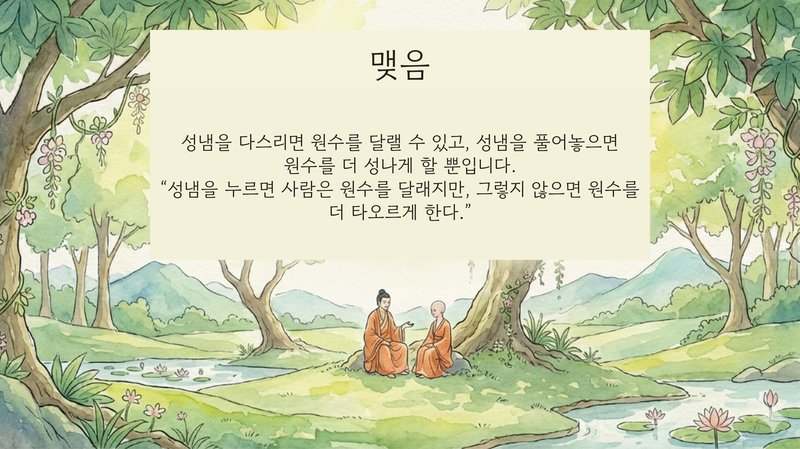 맺음
성냄을 다스리면 원수를 달랠 수 있고, 성냄을 풀어놓으면
원수를 더 성나게 할 뿐입니다.
“성냄을 누르면 사람은 원수를 달래지만, 그렇지 않으면 원수를
더 타오르게 한다.”